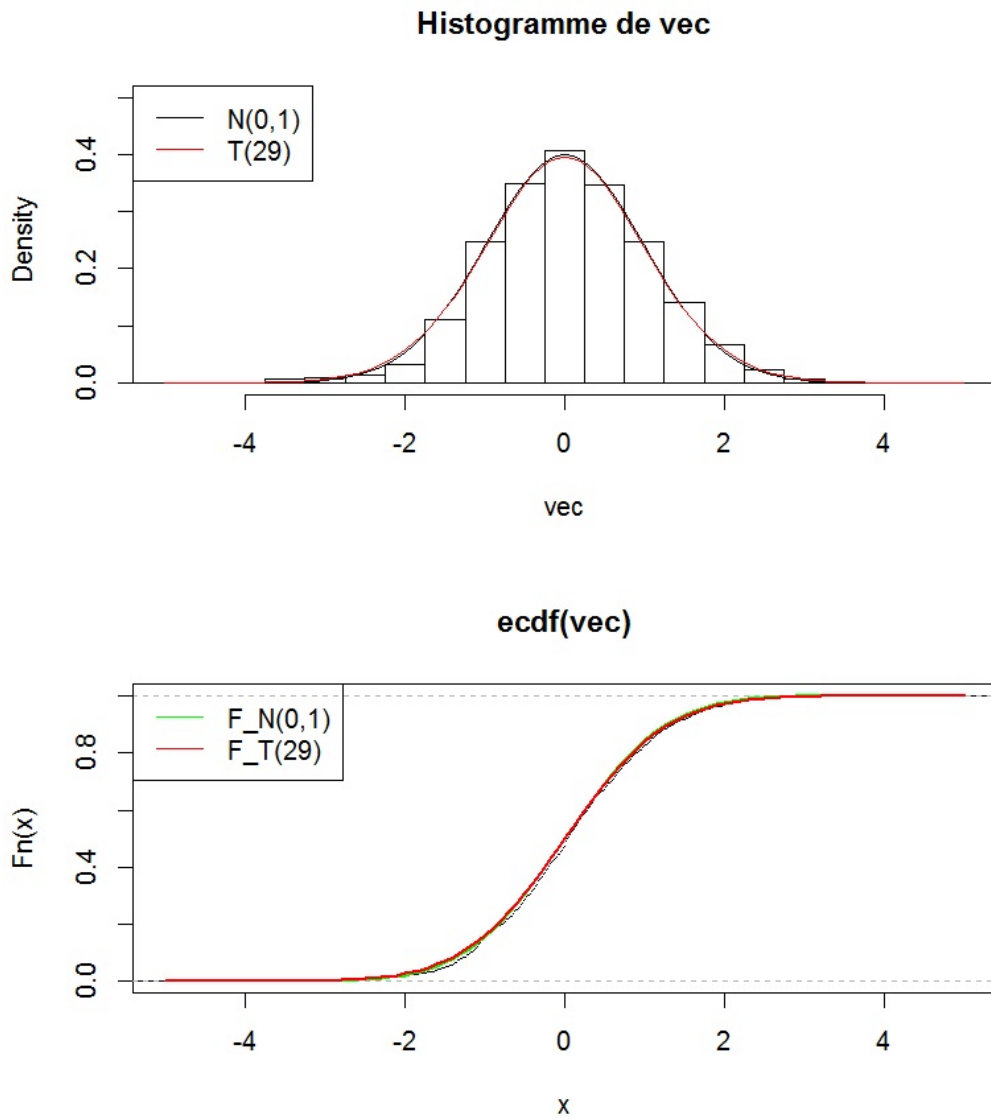 Histogramme de vec
N(0,1)
T(29)
Density
0.0
0.2
0.4
-4 -2 0 2 4
vec
ecdf(vec)
F_N(0,1)
F_T(29)
Fn(x)
0.0
0.4
0.8
-4 -2 0 2 4
x